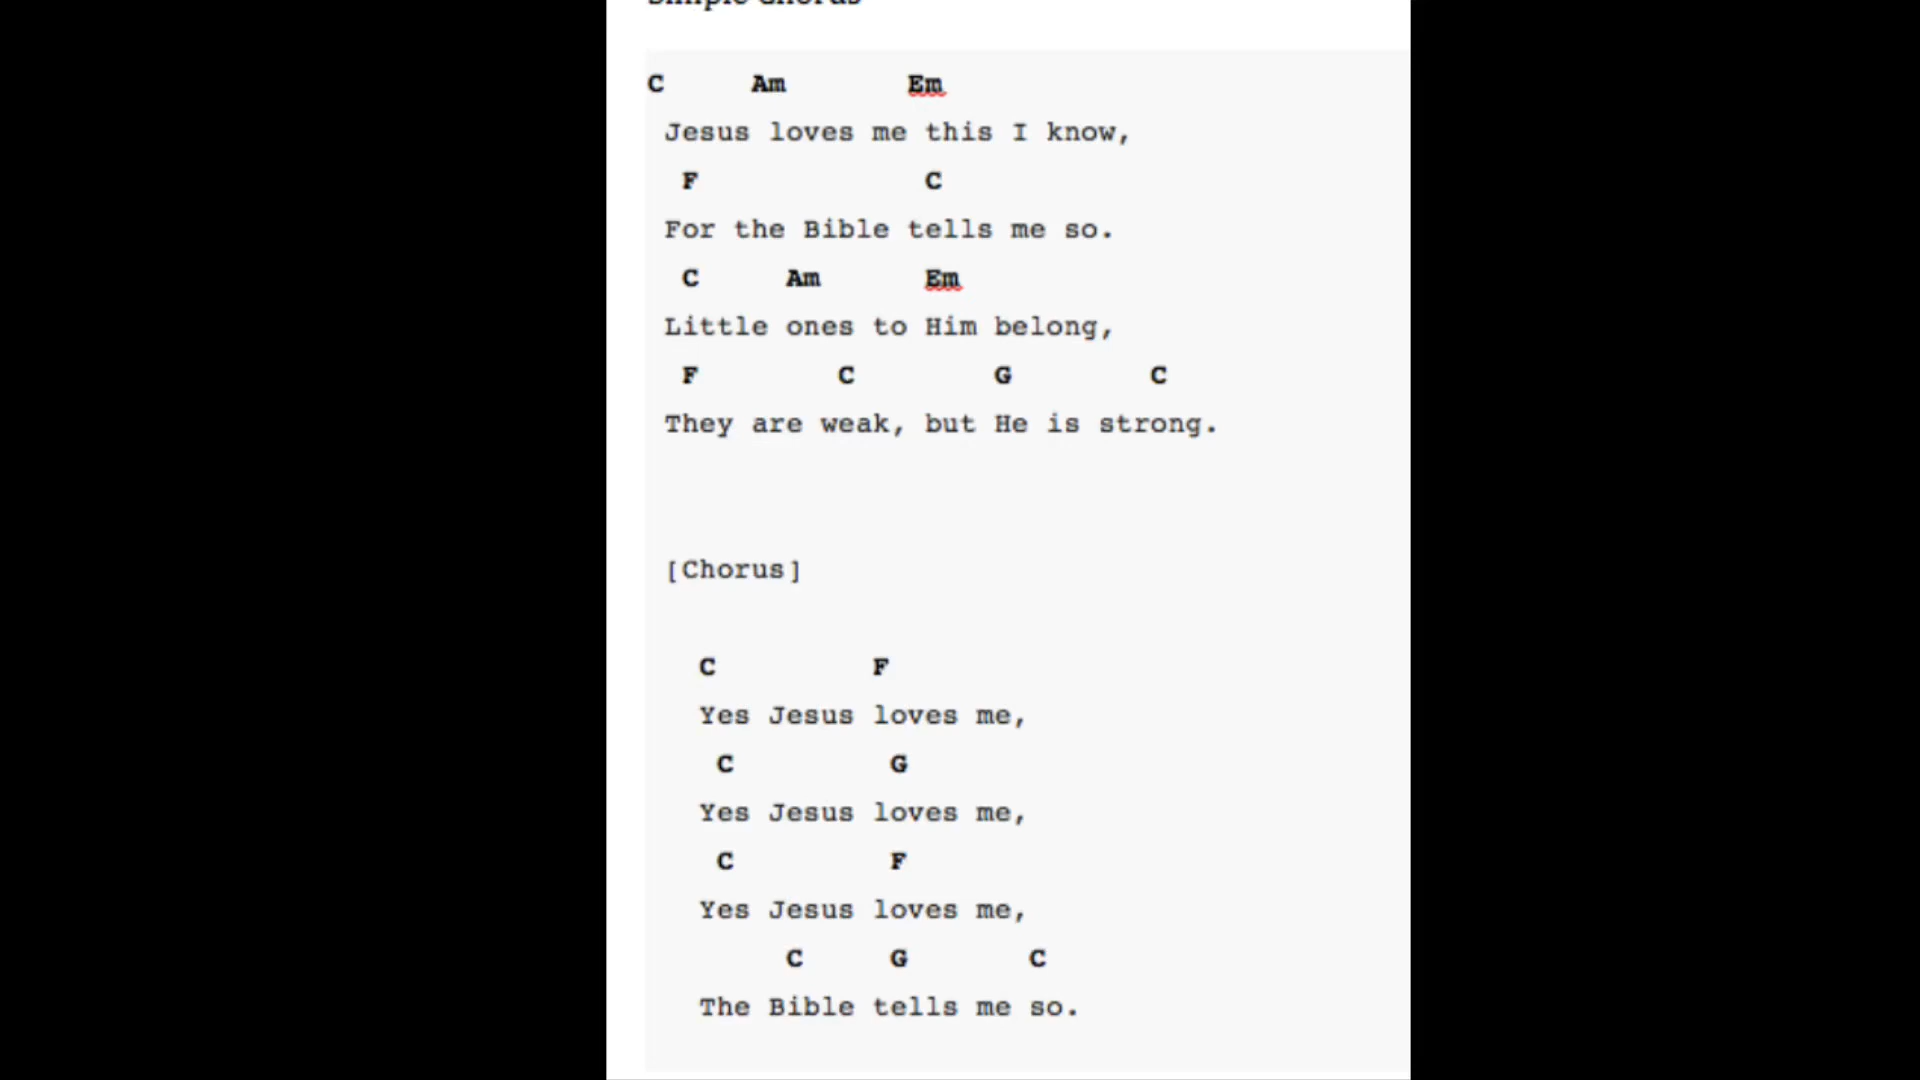 Simple Chorus
C Am Em
Jesus loves me this I know,
F C
For the Bible tells me so.
C Am Em
Little ones to Him belong,
F C G C
They are weak, but He is strong.
[Chorus]
C F
Yes Jesus loves me,
C G
Yes Jesus loves me,
C F
Yes Jesus loves me,
C G C
The Bible tells me so.